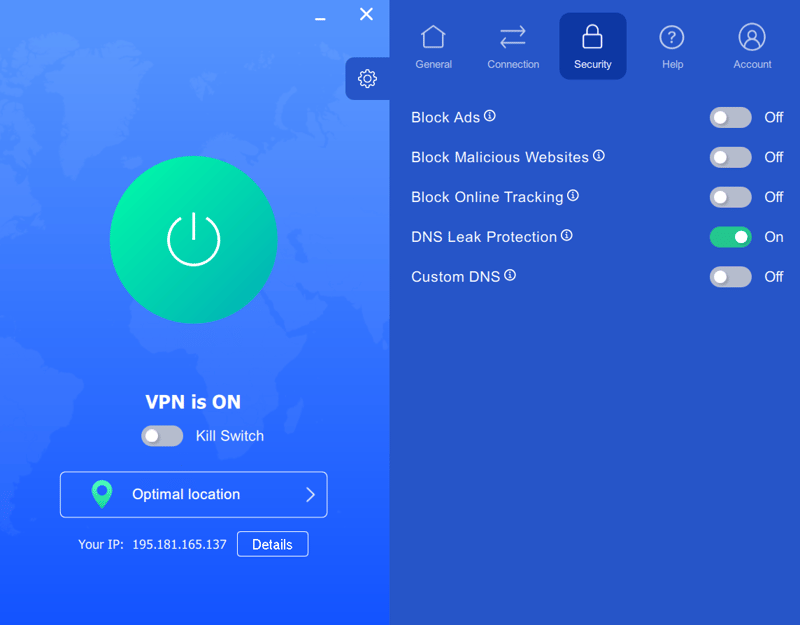 General
Connection
Security
Help
Account
Block Ads
Off
Block Malicious Websites
Off
Block Online Tracking
Off
DNS Leak Protection
On
Custom DNS
Off
VPN is ON
Kill Switch
Optimal location
Your IP: 195.181.165.137 Details